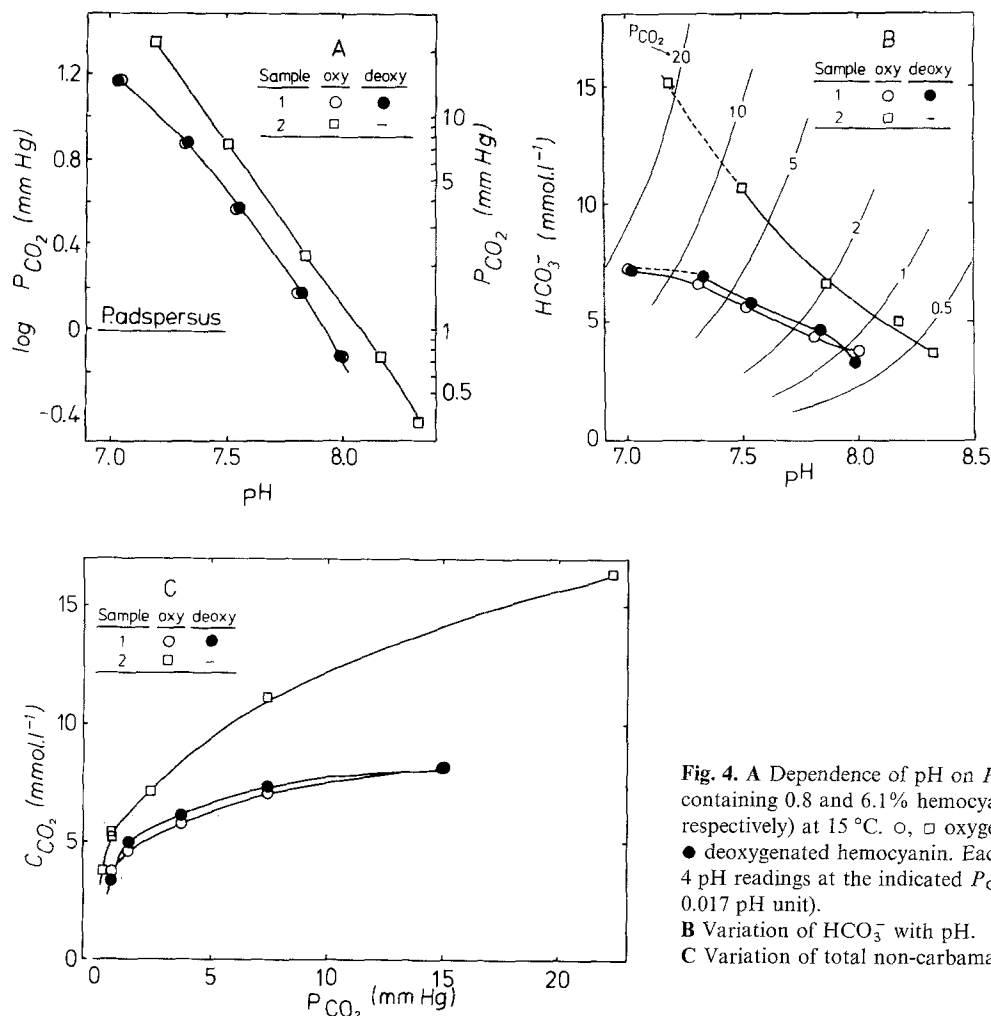 A
Sample oxy deoxy
1 ○ ●
2 □ –
1.2
0.8
0.4
0
-0.4
log P_CO₂ (mm Hg)
10
5
1
0.5
P_CO₂ (mm Hg)
P.adspersus
7.0 7.5 8.0
pH
B
Sample oxy deoxy
1 ○ ●
2 □ –
P_CO₂
20
10
5
2
1
0.5
15
10
5
0
HCO₃⁻ (mmol.l⁻¹)
7.0 7.5 8.0 8.5
pH
C
Sample oxy deoxy
1 ○ ●
2 □ –
15
10
5
0
C_CO₂ (mmol.l⁻¹)
0 5 10 15 20
P_CO₂ (mm Hg)
Fig. 4. A Dependence of pH on P
containing 0.8 and 6.1% hemocya
respectively) at 15 °C. ○, □ oxyge
● deoxygenated hemocyanin. Eac
4 pH readings at the indicated P_C
0.017 pH unit).
B Variation of HCO₃⁻ with pH.
C Variation of total non-carbama